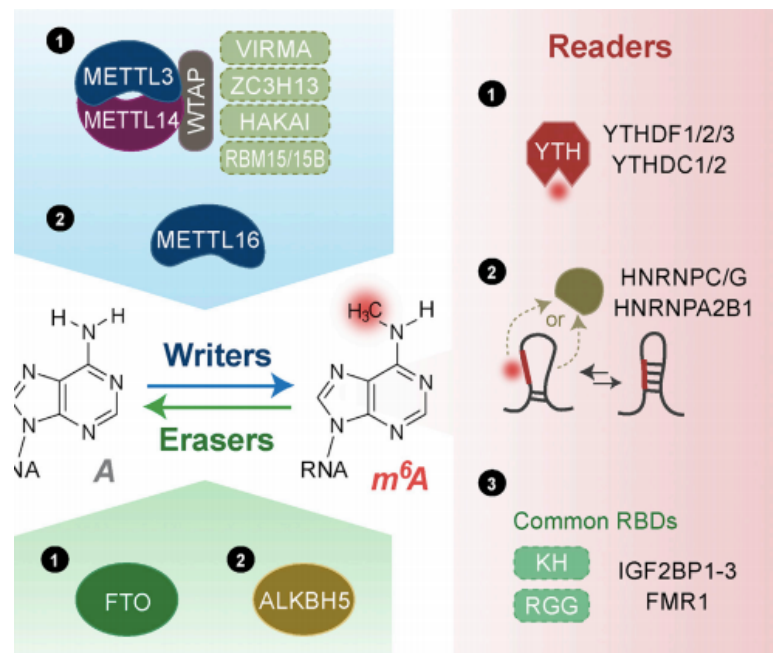 1
METTL3
METTL14
WTAP
VIRMA
ZC3H13
HAKAI
RBM15/15B
2
METTL16
H
N
H
N
N
N
N
NA
A
Writers
Erasers
H₃C
N
H
N
N
N
N
RNA
m⁶A
1
FTO
2
ALKBH5
Readers
1
YTH
YTHDF1/2/3
YTHDC1/2
2
HNRNPC/G
HNRNPA2B1
or
3
Common RBDs
KH
RGG
IGF2BP1-3
FMR1